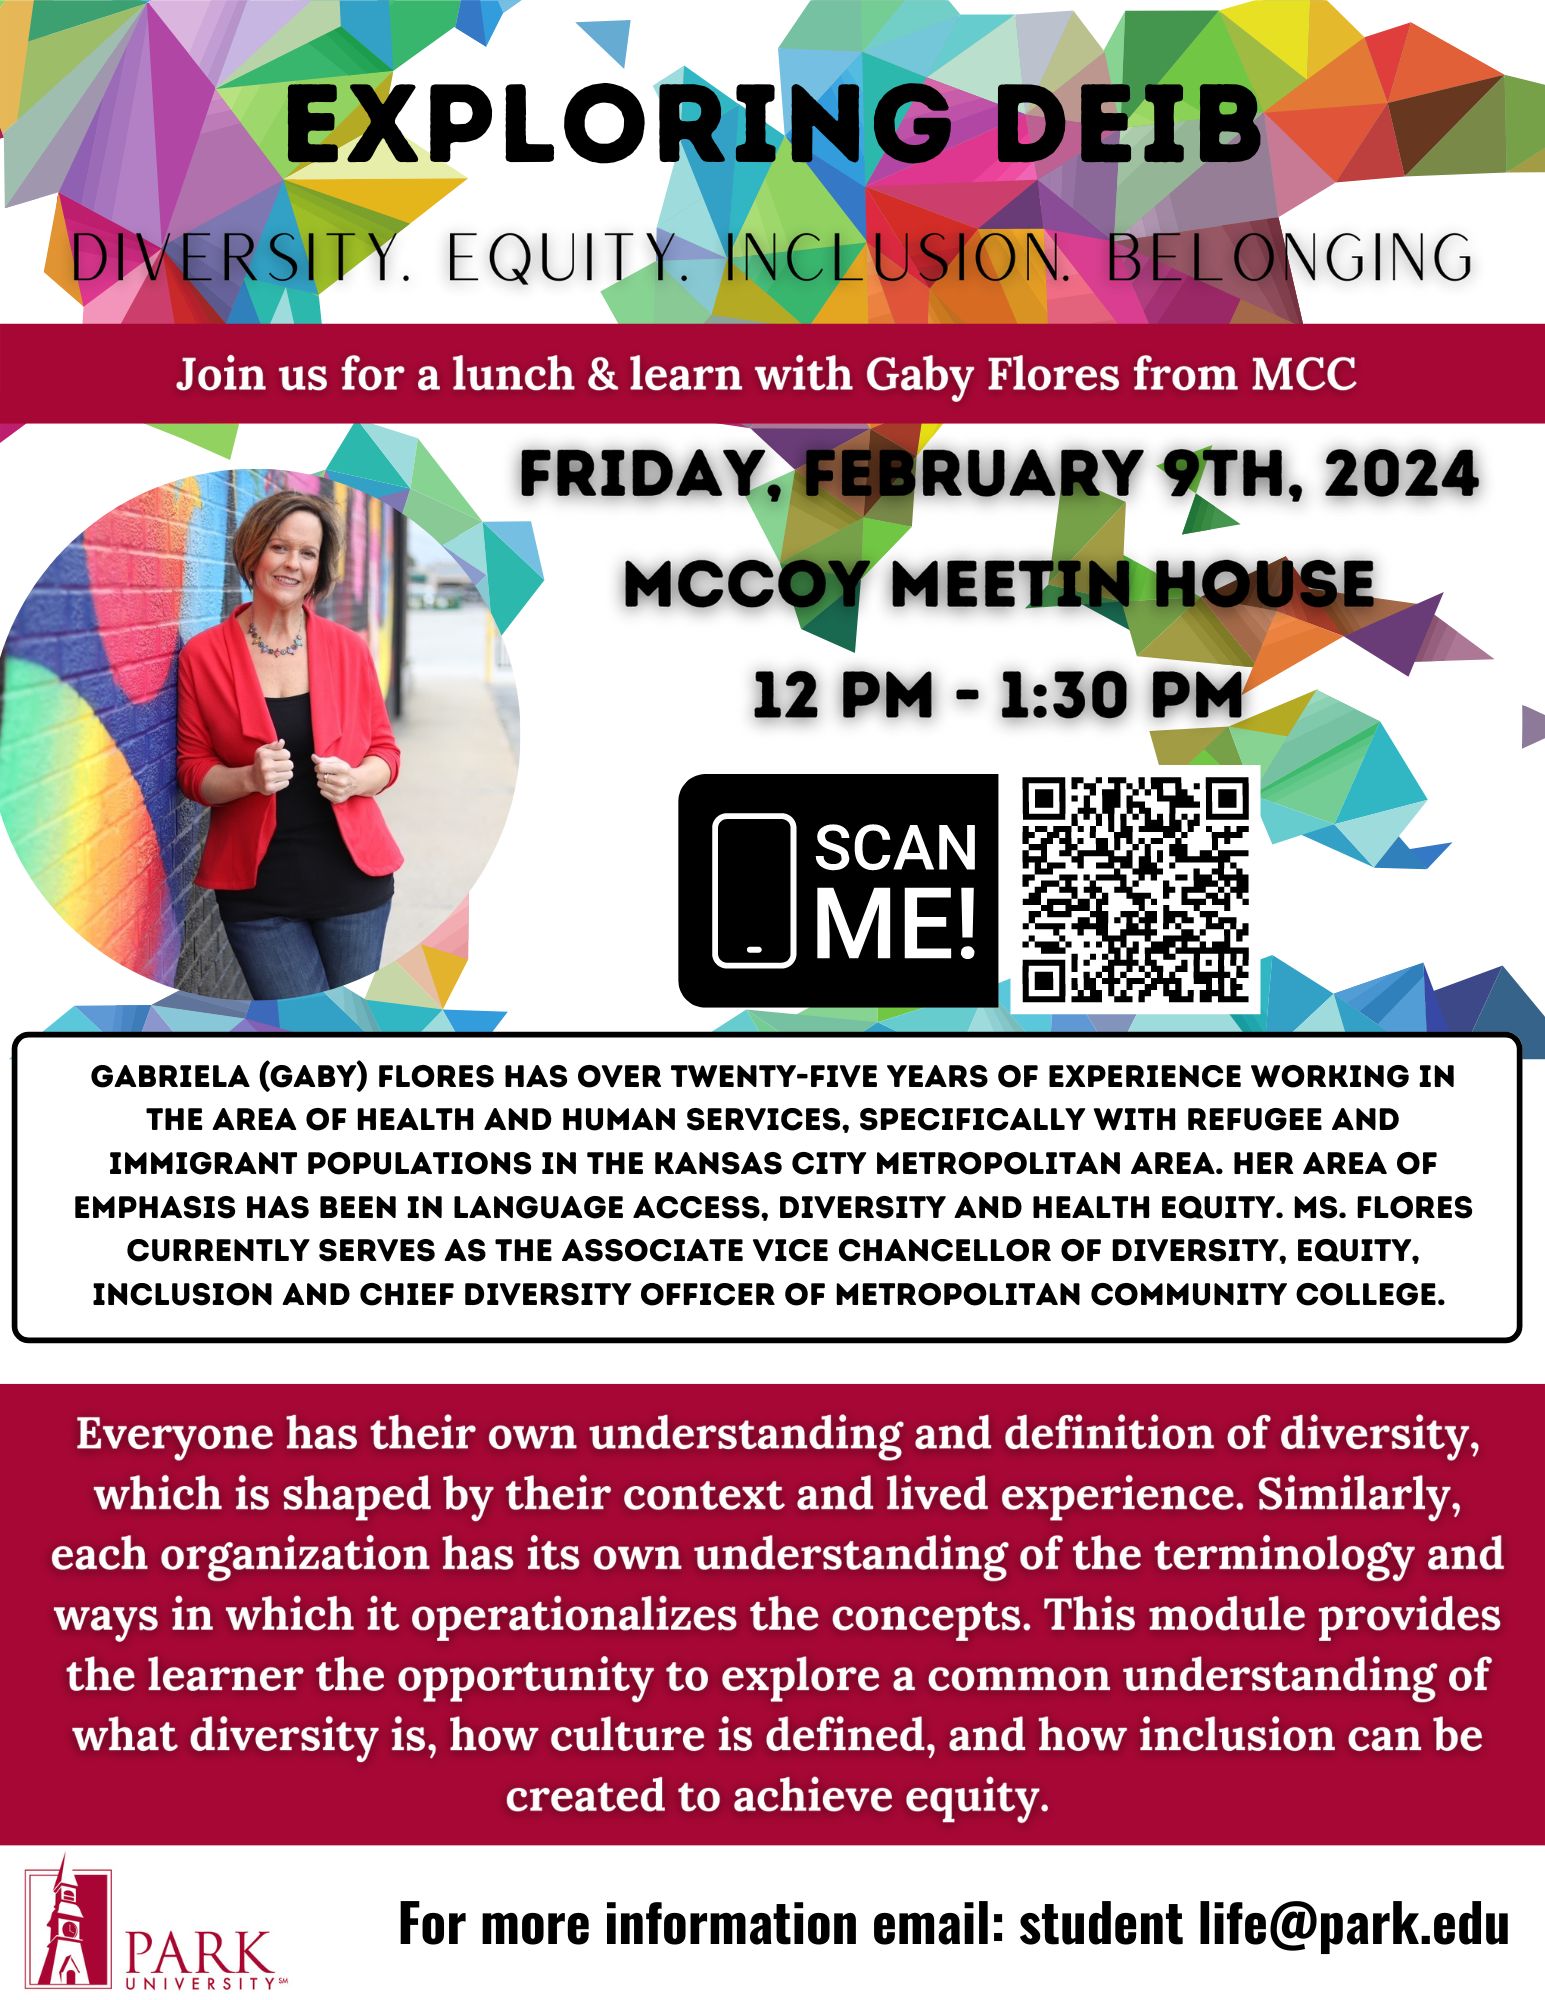 EXPLORING DEIB
DIVERSITY. EQUITY. INCLUSION. BELONGING
Join us for a lunch & learn with Gaby Flores from MCC
FRIDAY, FEBRUARY 9TH, 2024
MCCOY MEETIN HOUSE
12 PM - 1:30 PM
SCAN
ME!
GABRIELA (GABY) FLORES HAS OVER TWENTY-FIVE YEARS OF EXPERIENCE WORKING IN
THE AREA OF HEALTH AND HUMAN SERVICES, SPECIFICALLY WITH REFUGEE AND
IMMIGRANT POPULATIONS IN THE KANSAS CITY METROPOLITAN AREA. HER AREA OF
EMPHASIS HAS BEEN IN LANGUAGE ACCESS, DIVERSITY AND HEALTH EQUITY. MS. FLORES
CURRENTLY SERVES AS THE ASSOCIATE VICE CHANCELLOR OF DIVERSITY, EQUITY,
INCLUSION AND CHIEF DIVERSITY OFFICER OF METROPOLITAN COMMUNITY COLLEGE.
Everyone has their own understanding and definition of diversity,
which is shaped by their context and lived experience. Similarly,
each organization has its own understanding of the terminology and
ways in which it operationalizes the concepts. This module provides
the learner the opportunity to explore a common understanding of
what diversity is, how culture is defined, and how inclusion can be
created to achieve equity.
PARK
UNIVERSITY℠
For more information email: student life@park.edu